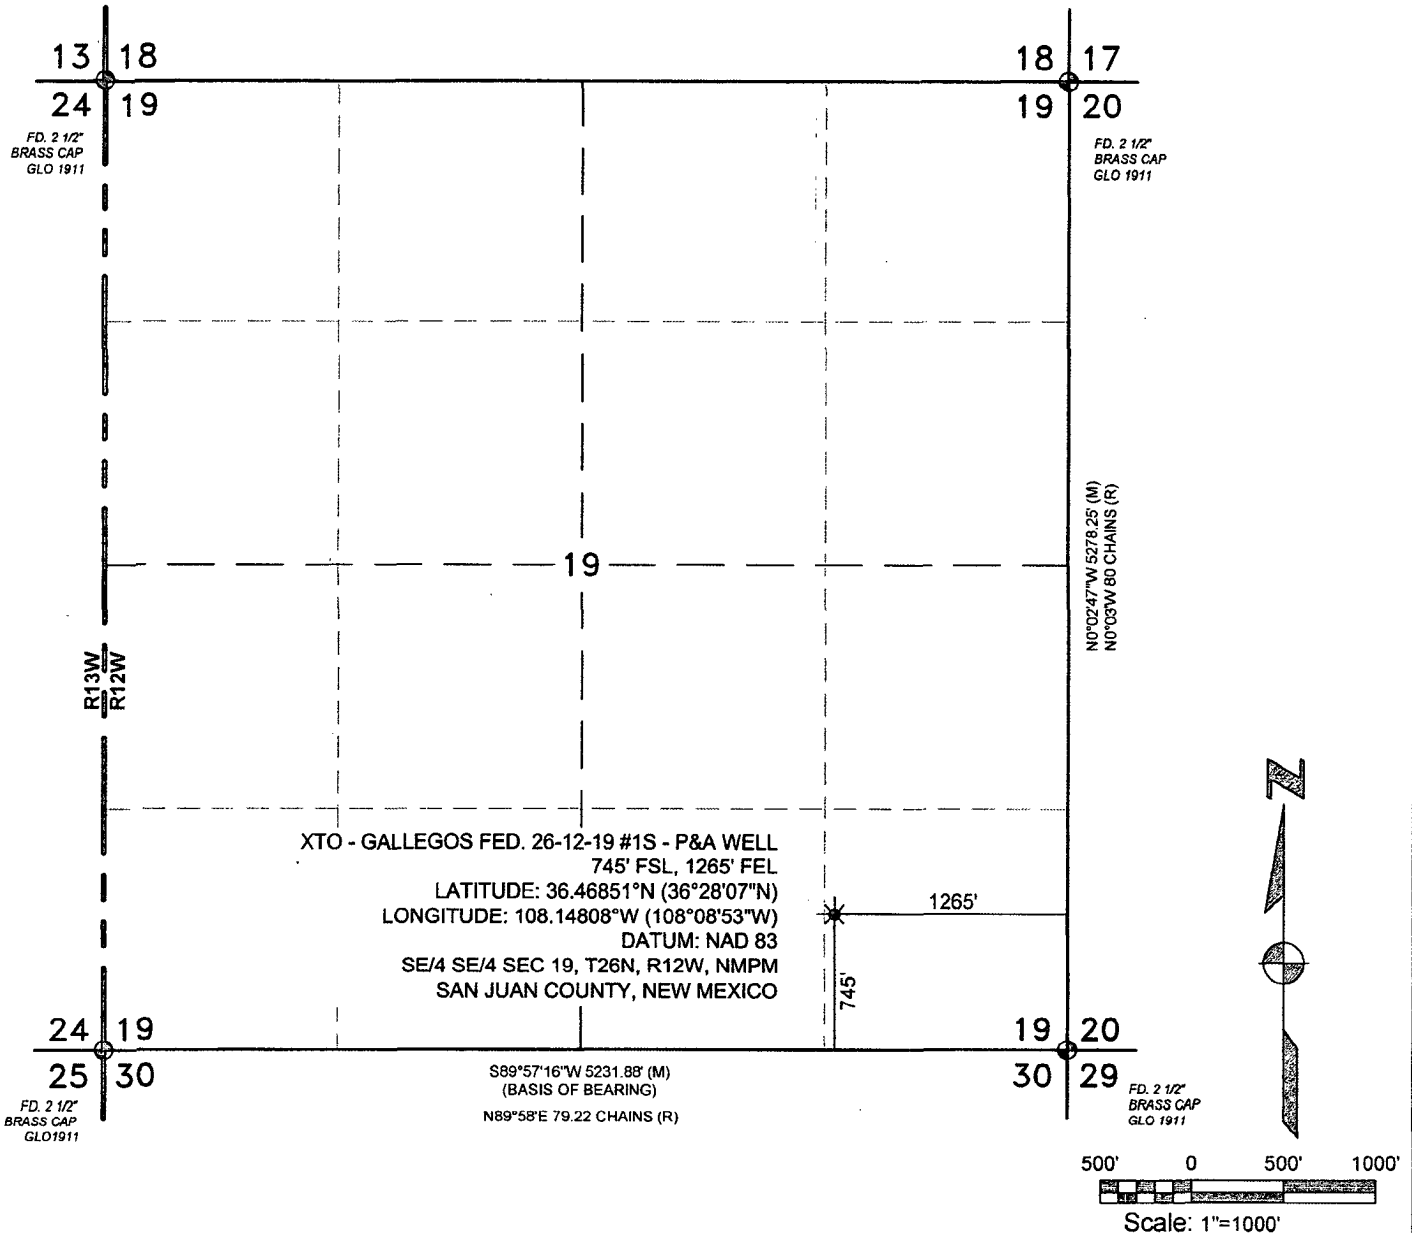 13 18
24 19
FD. 2 1/2"
BRASS CAP
GLO 1911
18 17
19 20
FD. 2 1/2"
BRASS CAP
GLO 1911
19
N0°02'47"W 5278.25' (M)
N0°03'W 80 CHAINS (R)
R13W
R12W
XTO - GALLEGOS FED. 26-12-19 #1S - P&A WELL
745' FSL, 1265' FEL
LATITUDE: 36.46851°N (36°28'07"N)
LONGITUDE: 108.14808°W (108°08'53"W)
DATUM: NAD 83
SE/4 SE/4 SEC 19, T26N, R12W, NMPM
SAN JUAN COUNTY, NEW MEXICO
1265'
745'
N
24 19
25 30
FD. 2 1/2"
BRASS CAP
GLO1911
S89°57'16"W 5231.88' (M)
(BASIS OF BEARING)
N89°58'E 79.22 CHAINS (R)
19 20
30 29
FD. 2 1/2"
BRASS CAP
GLO 1911
500' 0 500' 1000'
Scale: 1"=1000'